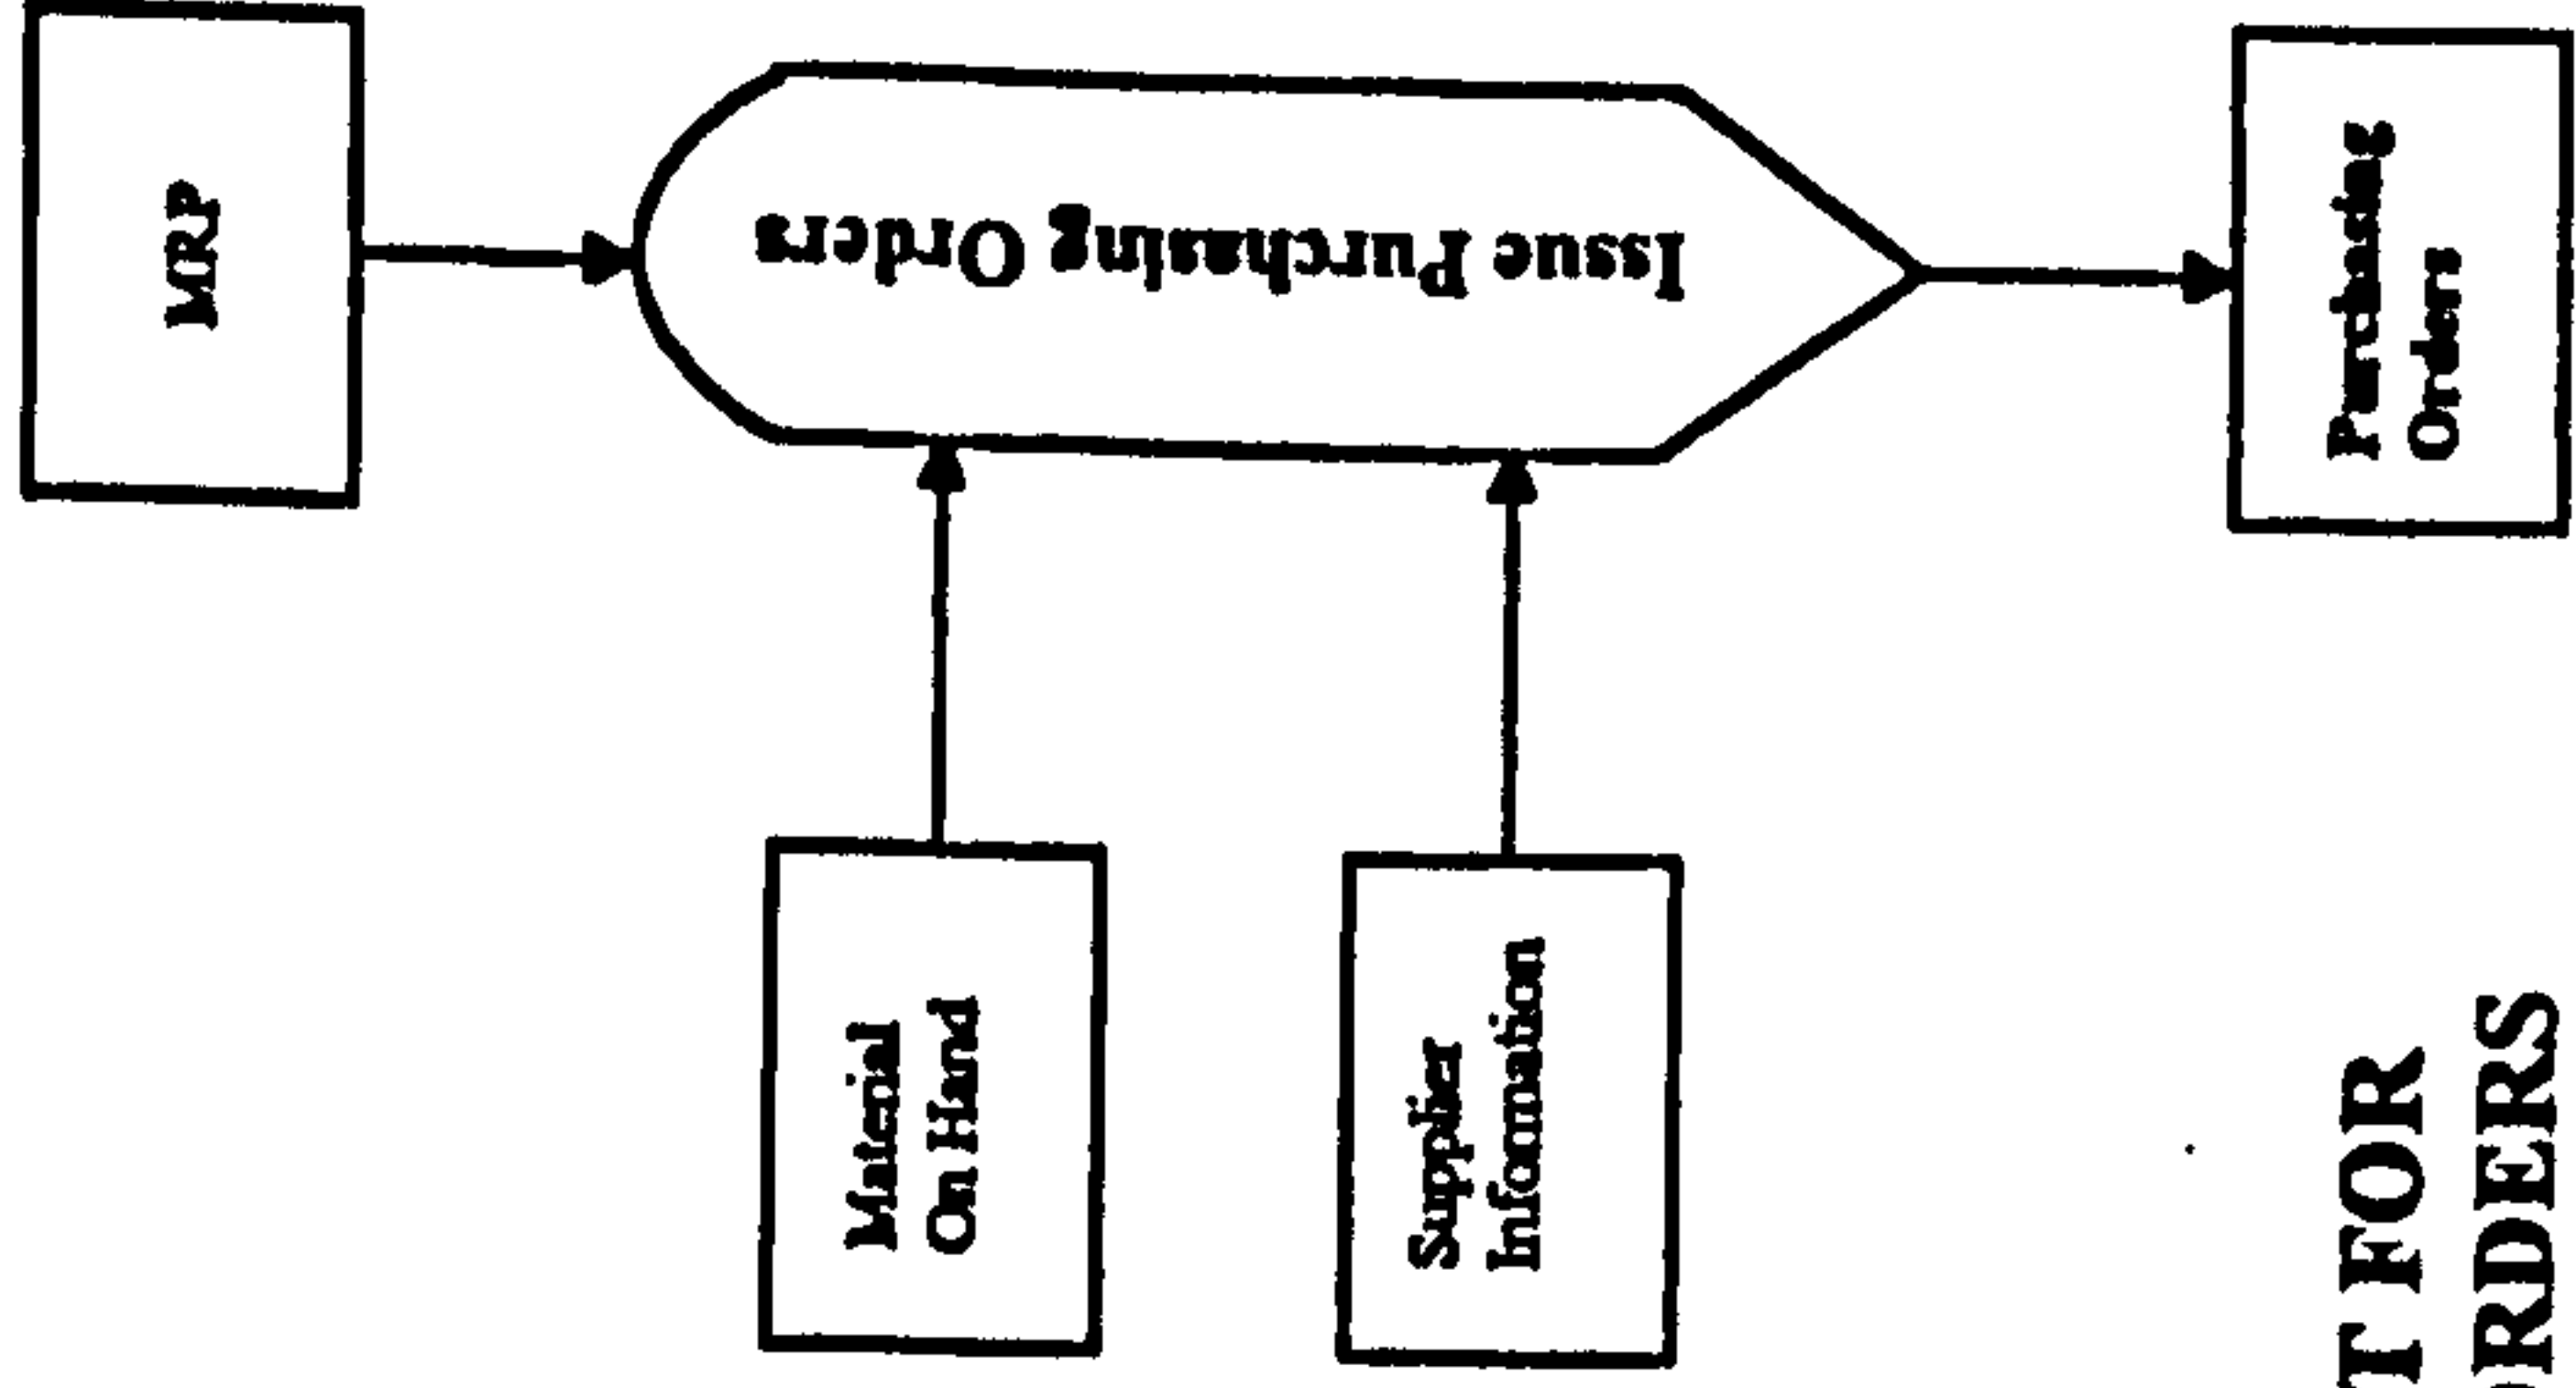 MRP
Issue Purchasing Orders
Purchasing
Orders
Material
On Hand
Supplier
Information
T FOR
RDERS